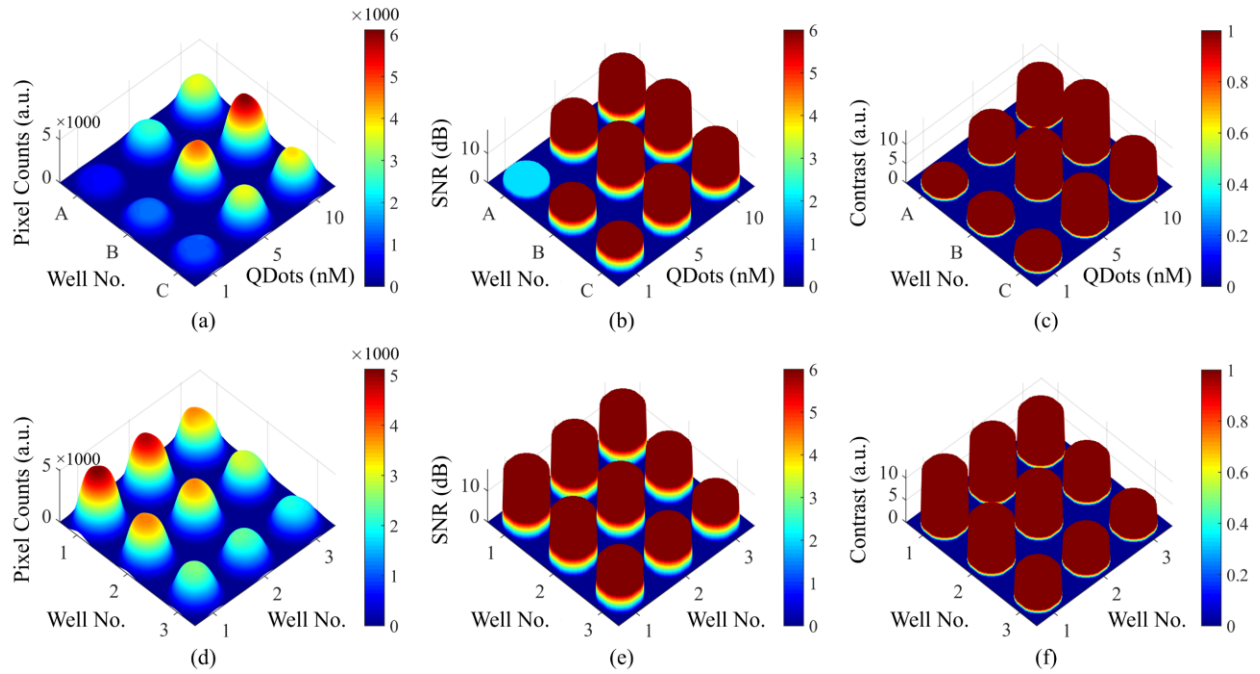 ×1000
Pixel Counts (a.u.)
×1000
5
0
A
B
C
Well No.
1
5
10
QDots (nM)
6
5
4
3
2
1
0
(a)
SNR (dB)
10
0
A
B
C
Well No.
1
5
10
QDots (nM)
6
5
4
3
2
1
0
(b)
Contrast (a.u.)
10
5
0
A
B
C
Well No.
1
5
10
QDots (nM)
1
0.8
0.6
0.4
0.2
0
(c)
×1000
Pixel Counts (a.u.)
×1000
5
0
1
2
3
Well No.
1
2
3
Well No.
5
4
3
2
1
0
(d)
SNR (dB)
10
0
1
2
3
Well No.
1
2
3
Well No.
6
5
4
3
2
1
0
(e)
Contrast (a.u.)
10
5
0
1
2
3
Well No.
1
2
3
Well No.
1
0.8
0.6
0.4
0.2
0
(f)